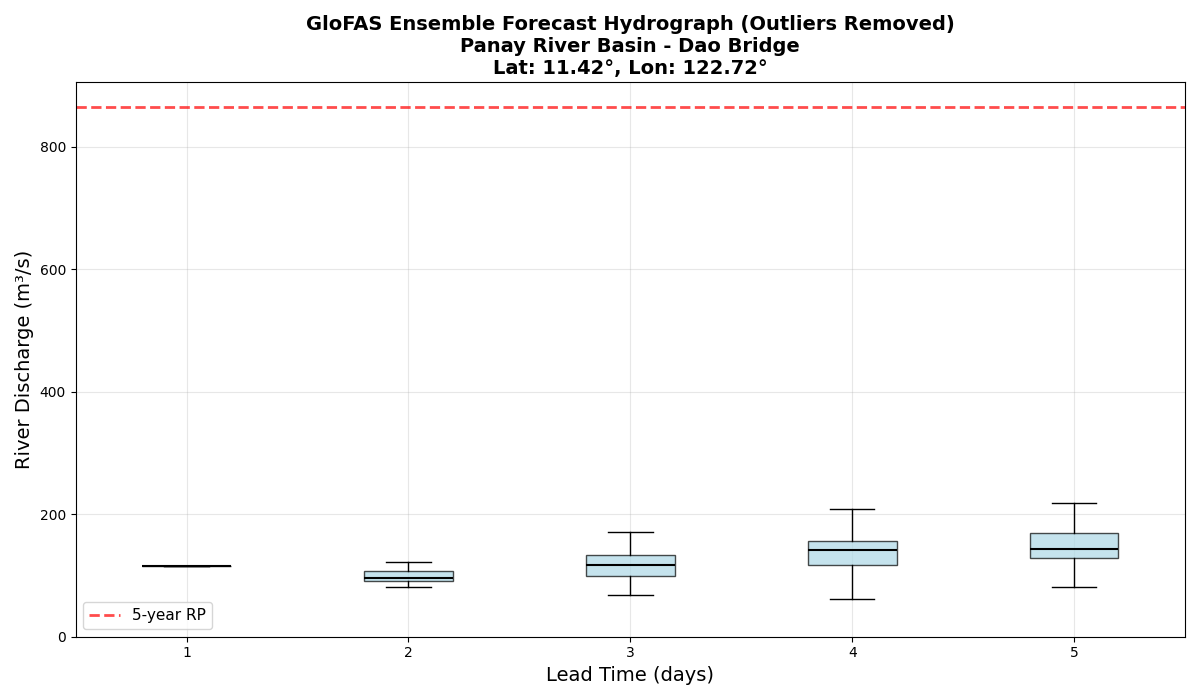 GloFAS Ensemble Forecast Hydrograph (Outliers Removed)
Panay River Basin - Dao Bridge
Lat: 11.42°, Lon: 122.72°
River Discharge (m³/s)
800
600
400
200
0
5-year RP
1
2
3
4
5
Lead Time (days)